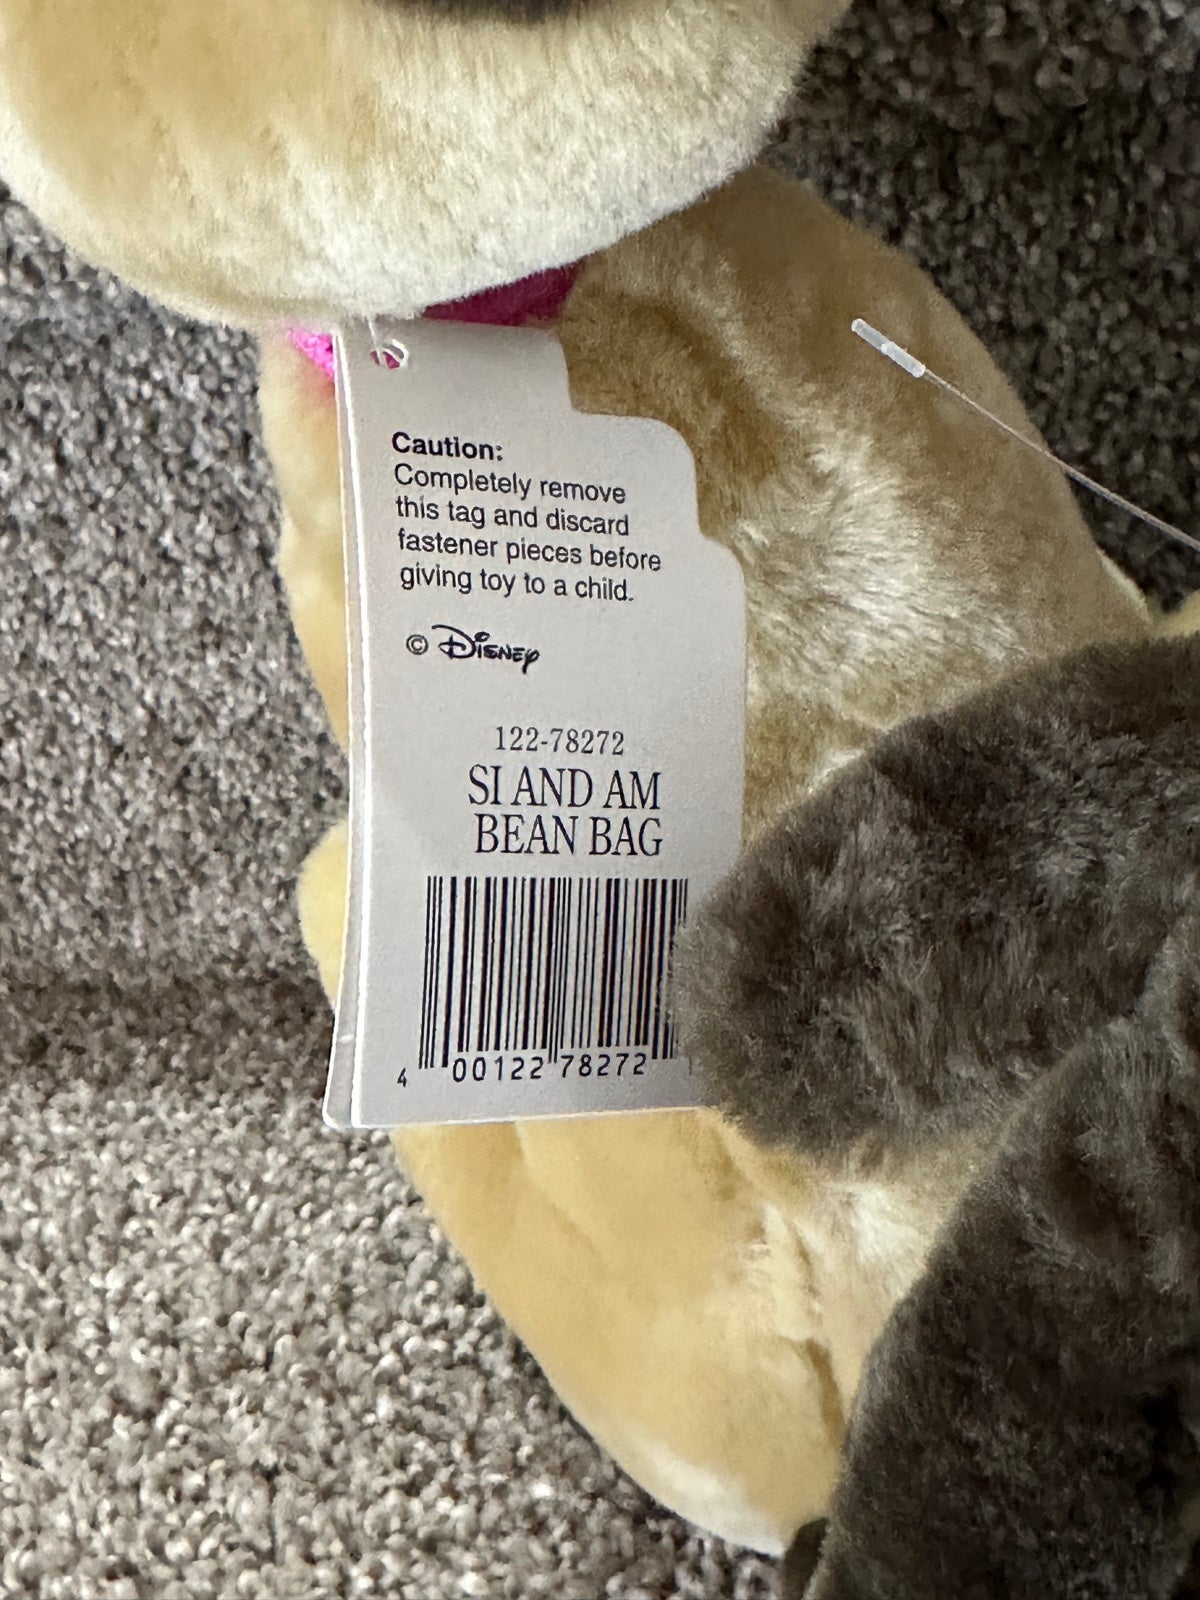 Caution:
Completely remove
this tag and discard
fastener pieces before
giving toy to a child.
© Disney
122-78272
SI AND AM
BEAN BAG
4 00122 78272